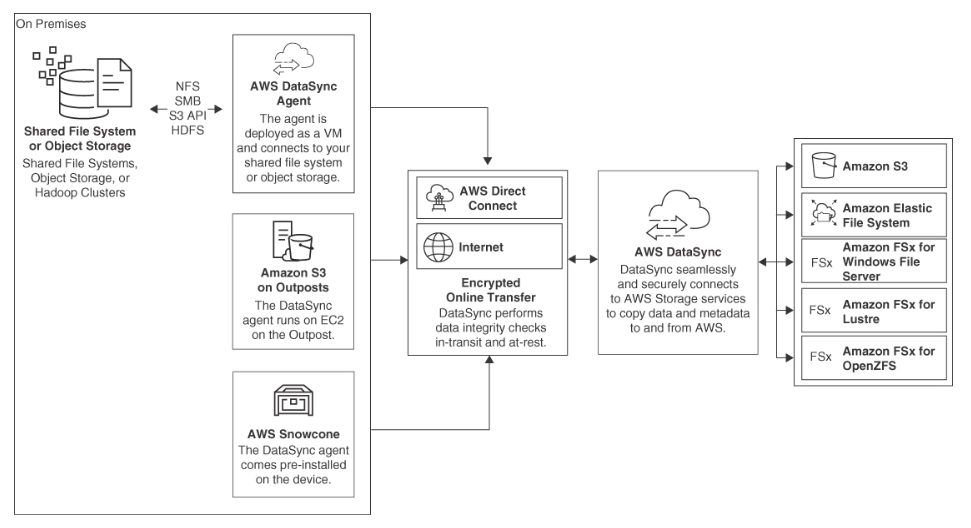 On Premises
Shared File System
or Object Storage
Shared File Systems,
Object Storage, or
Hadoop Clusters
NFS
SMB
S3 API
HDFS
AWS DataSync
Agent
The agent is
deployed as a VM
and connects to your
shared file system
or object storage.
Amazon S3
on Outposts
The DataSync
agent runs on EC2
on the Outpost.
AWS Snowcone
The DataSync agent
comes pre-installed
on the device.
AWS Direct
Connect
Internet
Encrypted
Online Transfer
DataSync performs
data integrity checks
in-transit and at-rest.
AWS DataSync
DataSync seamlessly
and securely connects
to AWS Storage services
to copy data and metadata
to and from AWS.
Amazon S3
Amazon Elastic
File System
FSx
Amazon FSx for
Windows File
Server
FSx
Amazon FSx for
Lustre
FSx
Amazon FSx for
OpenZFS